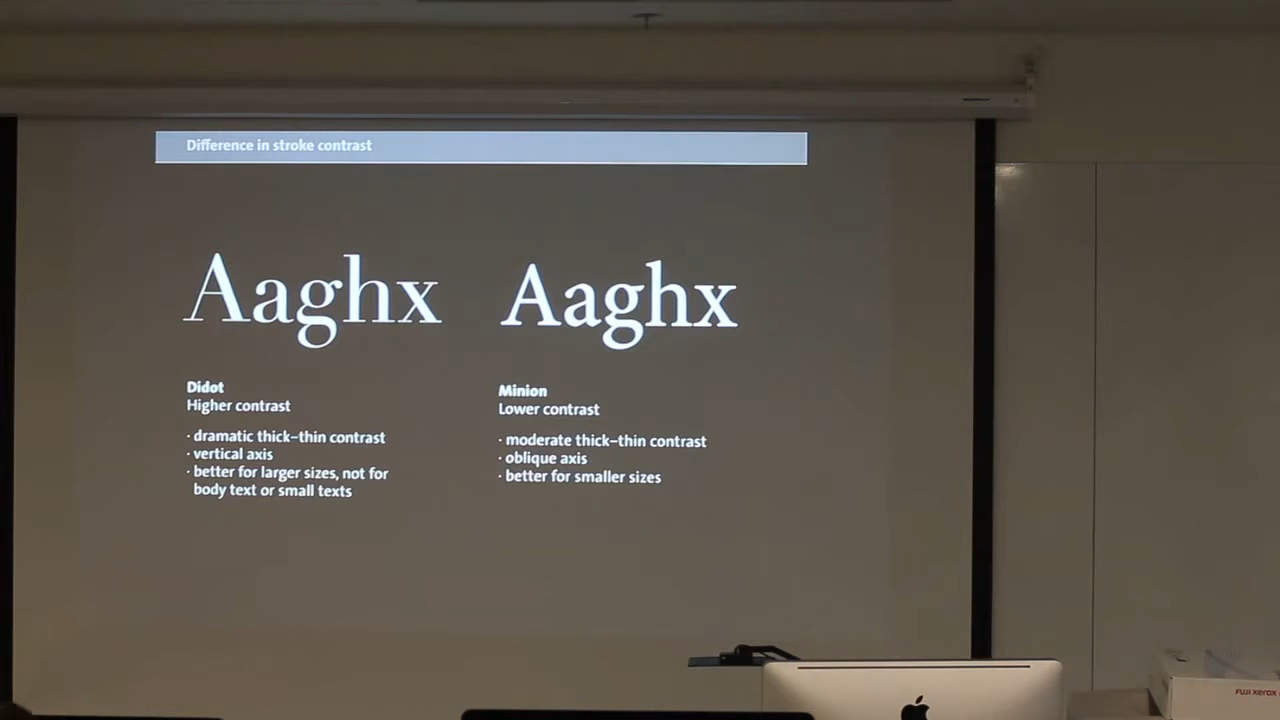 Difference in stroke contrast
Aaghx
Didot
Higher contrast
· dramatic thick–thin contrast
· vertical axis
· better for larger sizes, not for
body text or small texts
Aaghx
Minion
Lower contrast
· moderate thick–thin contrast
· oblique axis
· better for smaller sizes
FUJI XEROX